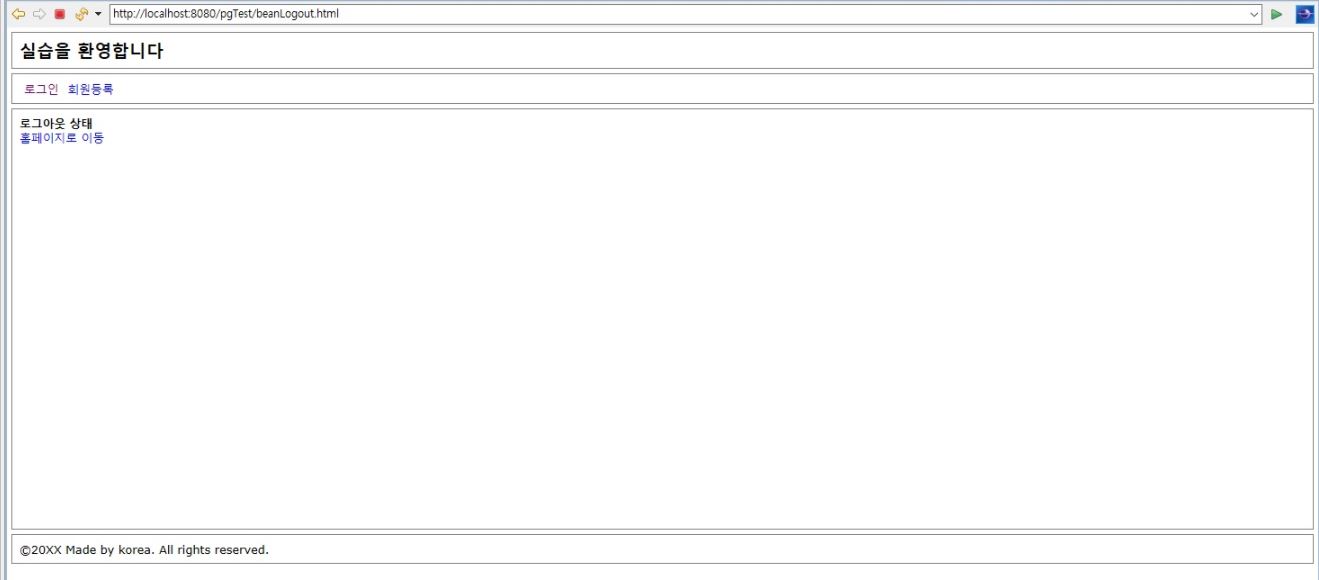 http://localhost:8080/pgTest/beanLogout.html
실습을 환영합니다
로그인 회원등록
로그아웃 상태
홈페이지로 이동
©20XX Made by korea. All rights reserved.